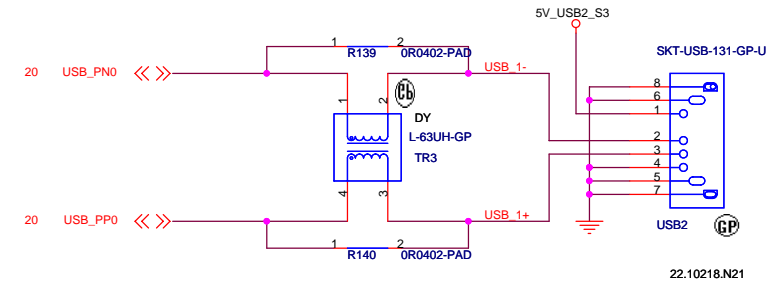 5V_USB2_S3
1 2
R139 0R0402-PAD
SKT-USB-131-GP-U
20 USB_PN0
USB_1-
8
6
1
2
3
4
5
7
1 2
Cb
DY
L-63UH-GP
TR3
4 3
20 USB_PP0
USB_1+
USB2
GP
1 2
R140 0R0402-PAD
22.10218.N21